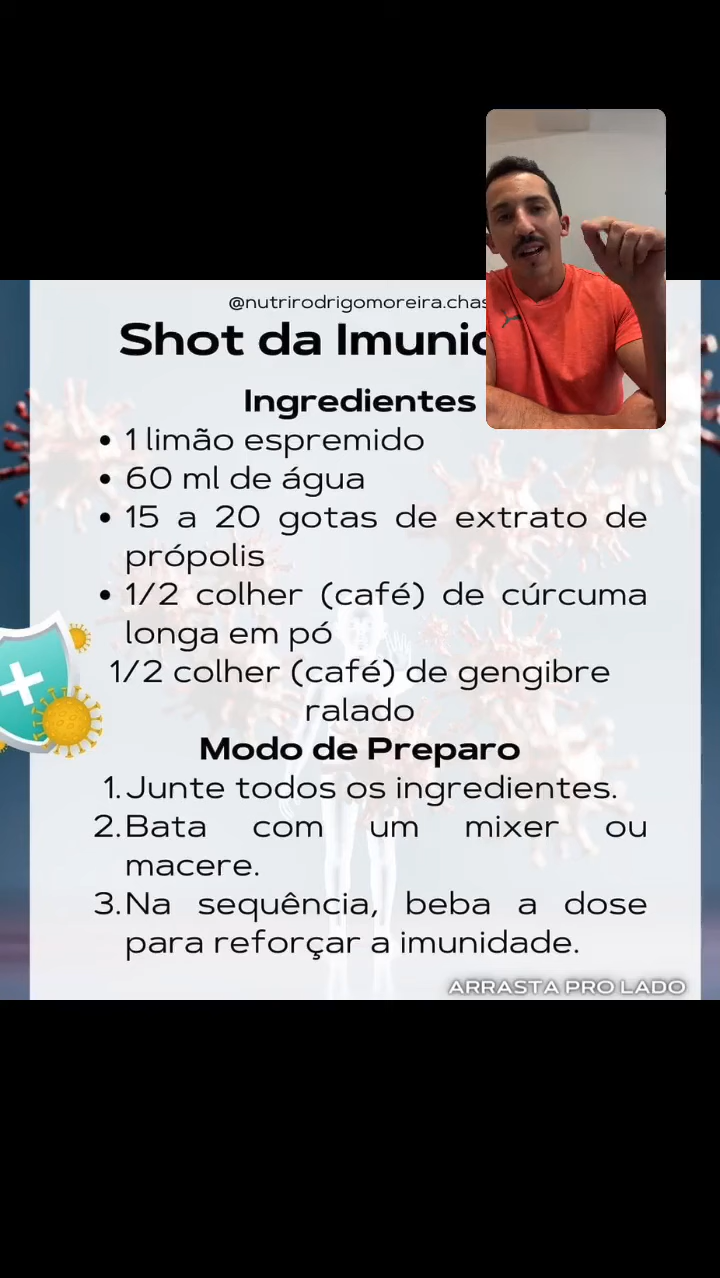 @nutrirodrigomoreira.chas
Shot da Imunid
Ingredientes
• 1 limão espremido
• 60 ml de água
• 15 a 20 gotas de extrato de
própolis
• 1/2 colher (café) de cúrcuma
longa em pó
1/2 colher (café) de gengibre
ralado
Modo de Preparo
1. Junte todos os ingredientes.
2. Bata com um mixer ou
macere.
3. Na sequência, beba a dose
para reforçar a imunidade.
ARRASTA PRO LADO